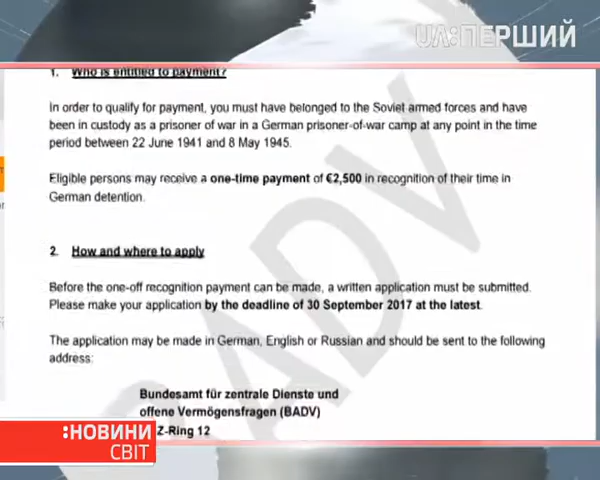 UA:ПЕРШИЙ
1. Who is entitled to payment?
In order to qualify for payment, you must have belonged to the Soviet armed forces and have
been in custody as a prisoner of war in a German prisoner-of-war camp at any point in the time
period between 22 June 1941 and 8 May 1945.
Eligible persons may receive a one-time payment of €2,500 in recognition of their time in
German detention.
2. How and where to apply
Before the one-off recognition payment can be made, a written application must be submitted.
Please make your application by the deadline of 30 September 2017 at the latest.
The application may be made in German, English or Russian and should be sent to the following
address:
Bundesamt für zentrale Dienste und
offene Vermögensfragen (BADV)
Z-Ring 12
BADV
:НОВИНИ
СВІТ